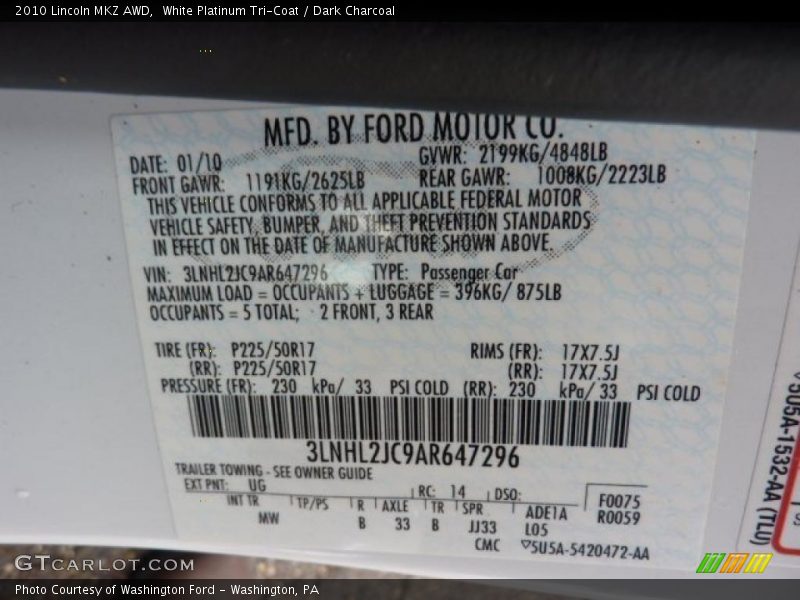 2010 Lincoln MKZ AWD,  White Platinum Tri-Coat / Dark Charcoal
MFD. BY FORD MOTOR CO.
DATE: 01/10 GVWR: 2199KG/4848LB
FRONT GAWR: 1191KG/2625LB REAR GAWR: 1008KG/2223LB
THIS VEHICLE CONFORMS TO ALL APPLICABLE FEDERAL MOTOR
VEHICLE SAFETY, BUMPER, AND THEFT PREVENTION STANDARDS
IN EFFECT ON THE DATE OF MANUFACTURE SHOWN ABOVE.
VIN: 3LNHL2JC9AR647296 TYPE: Passenger Car
MAXIMUM LOAD = OCCUPANTS + LUGGAGE = 396KG/ 875LB
OCCUPANTS = 5 TOTAL; 2 FRONT, 3 REAR
TIRE (FR): P225/50R17 RIMS (FR): 17X7.5J
(RR): P225/50R17 (RR): 17X7.5J
PRESSURE (FR): 230 kPa/ 33 PSI COLD (RR): 230 kPa/ 33 PSI COLD
3LNHL2JC9AR647296
TRAILER TOWING - SEE OWNER GUIDE
EXT PNT: UG RC: 14 DSO: F0075
INT TR TP/PS R AXLE TR SPR ADE1A R0059
MW B 33 B JJ33 L05
CMC ▽5U5A-5420472-AA
5U5A-1532-AA (TLU)
GTCarLot.com
Photo Courtesy of Washington Ford - Washington, PA